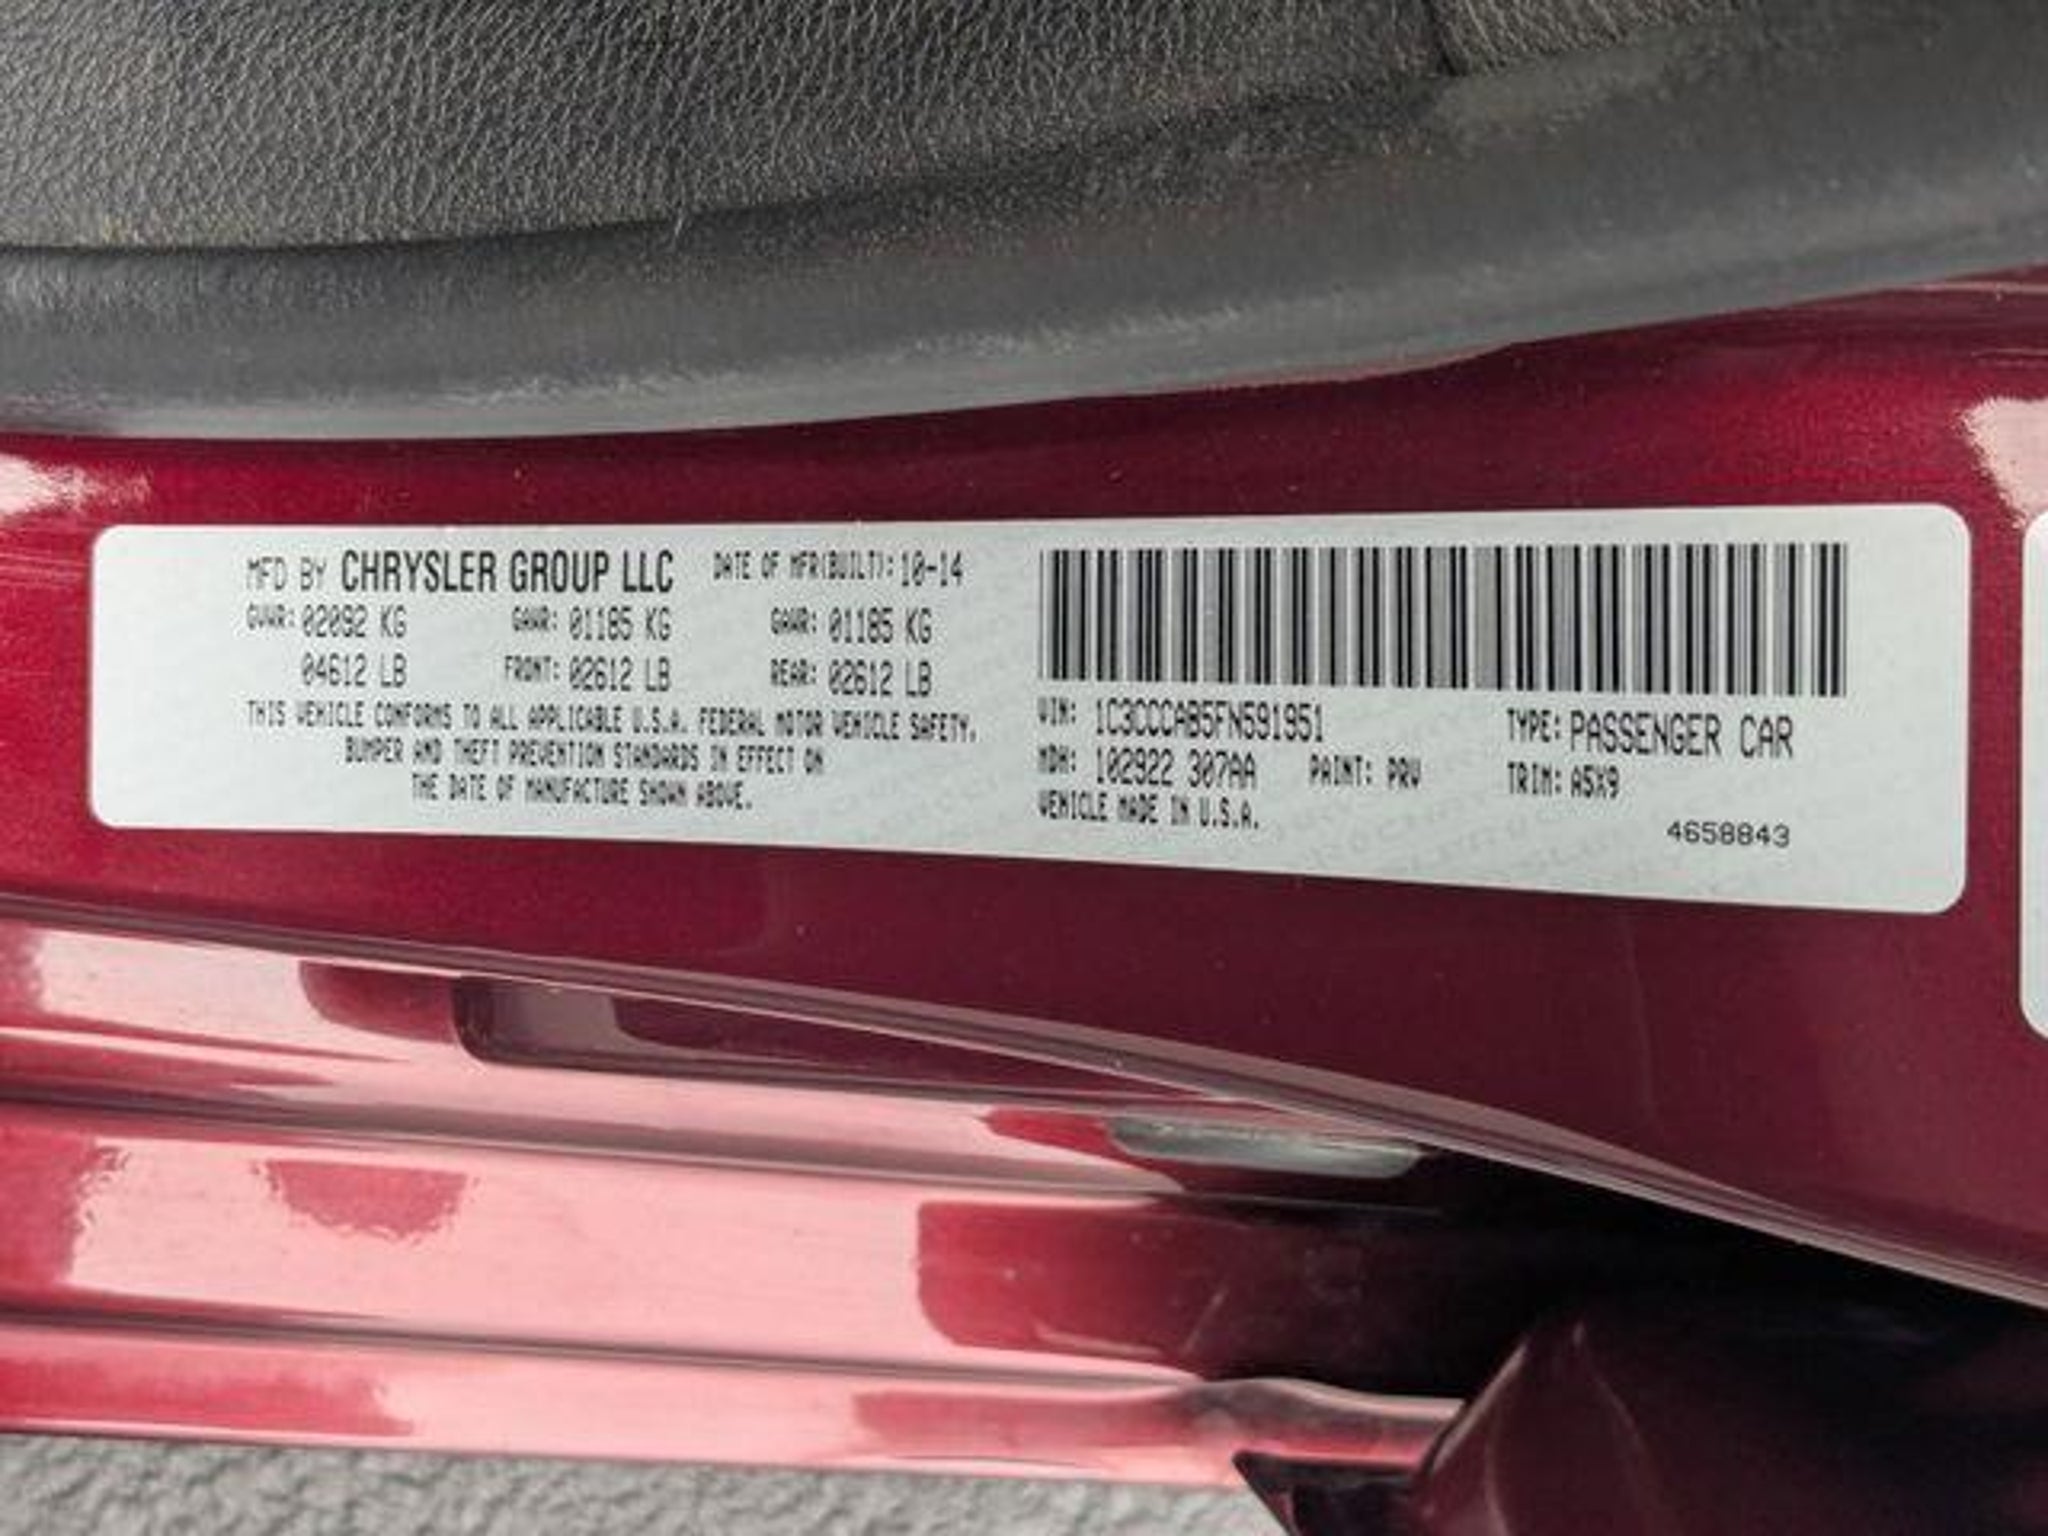 MFD BY CHRYSLER GROUP LLC DATE OF MFR(BUILT): 10-14
GVWR: 02092 KG GAWR: 01185 KG GAWR: 01185 KG
04612 LB FRONT: 02612 LB REAR: 02612 LB
THIS VEHICLE CONFORMS TO ALL APPLICABLE U.S.A. FEDERAL MOTOR VEHICLE SAFETY,
BUMPER AND THEFT PREVENTION STANDARDS IN EFFECT ON
THE DATE OF MANUFACTURE SHOWN ABOVE.
VIN: 1C3CCCAB5FN591951 TYPE: PASSENGER CAR
MDH: 102922 307AA PAINT: PRV TRIM: A5X9
VEHICLE MADE IN U.S.A.
4658843